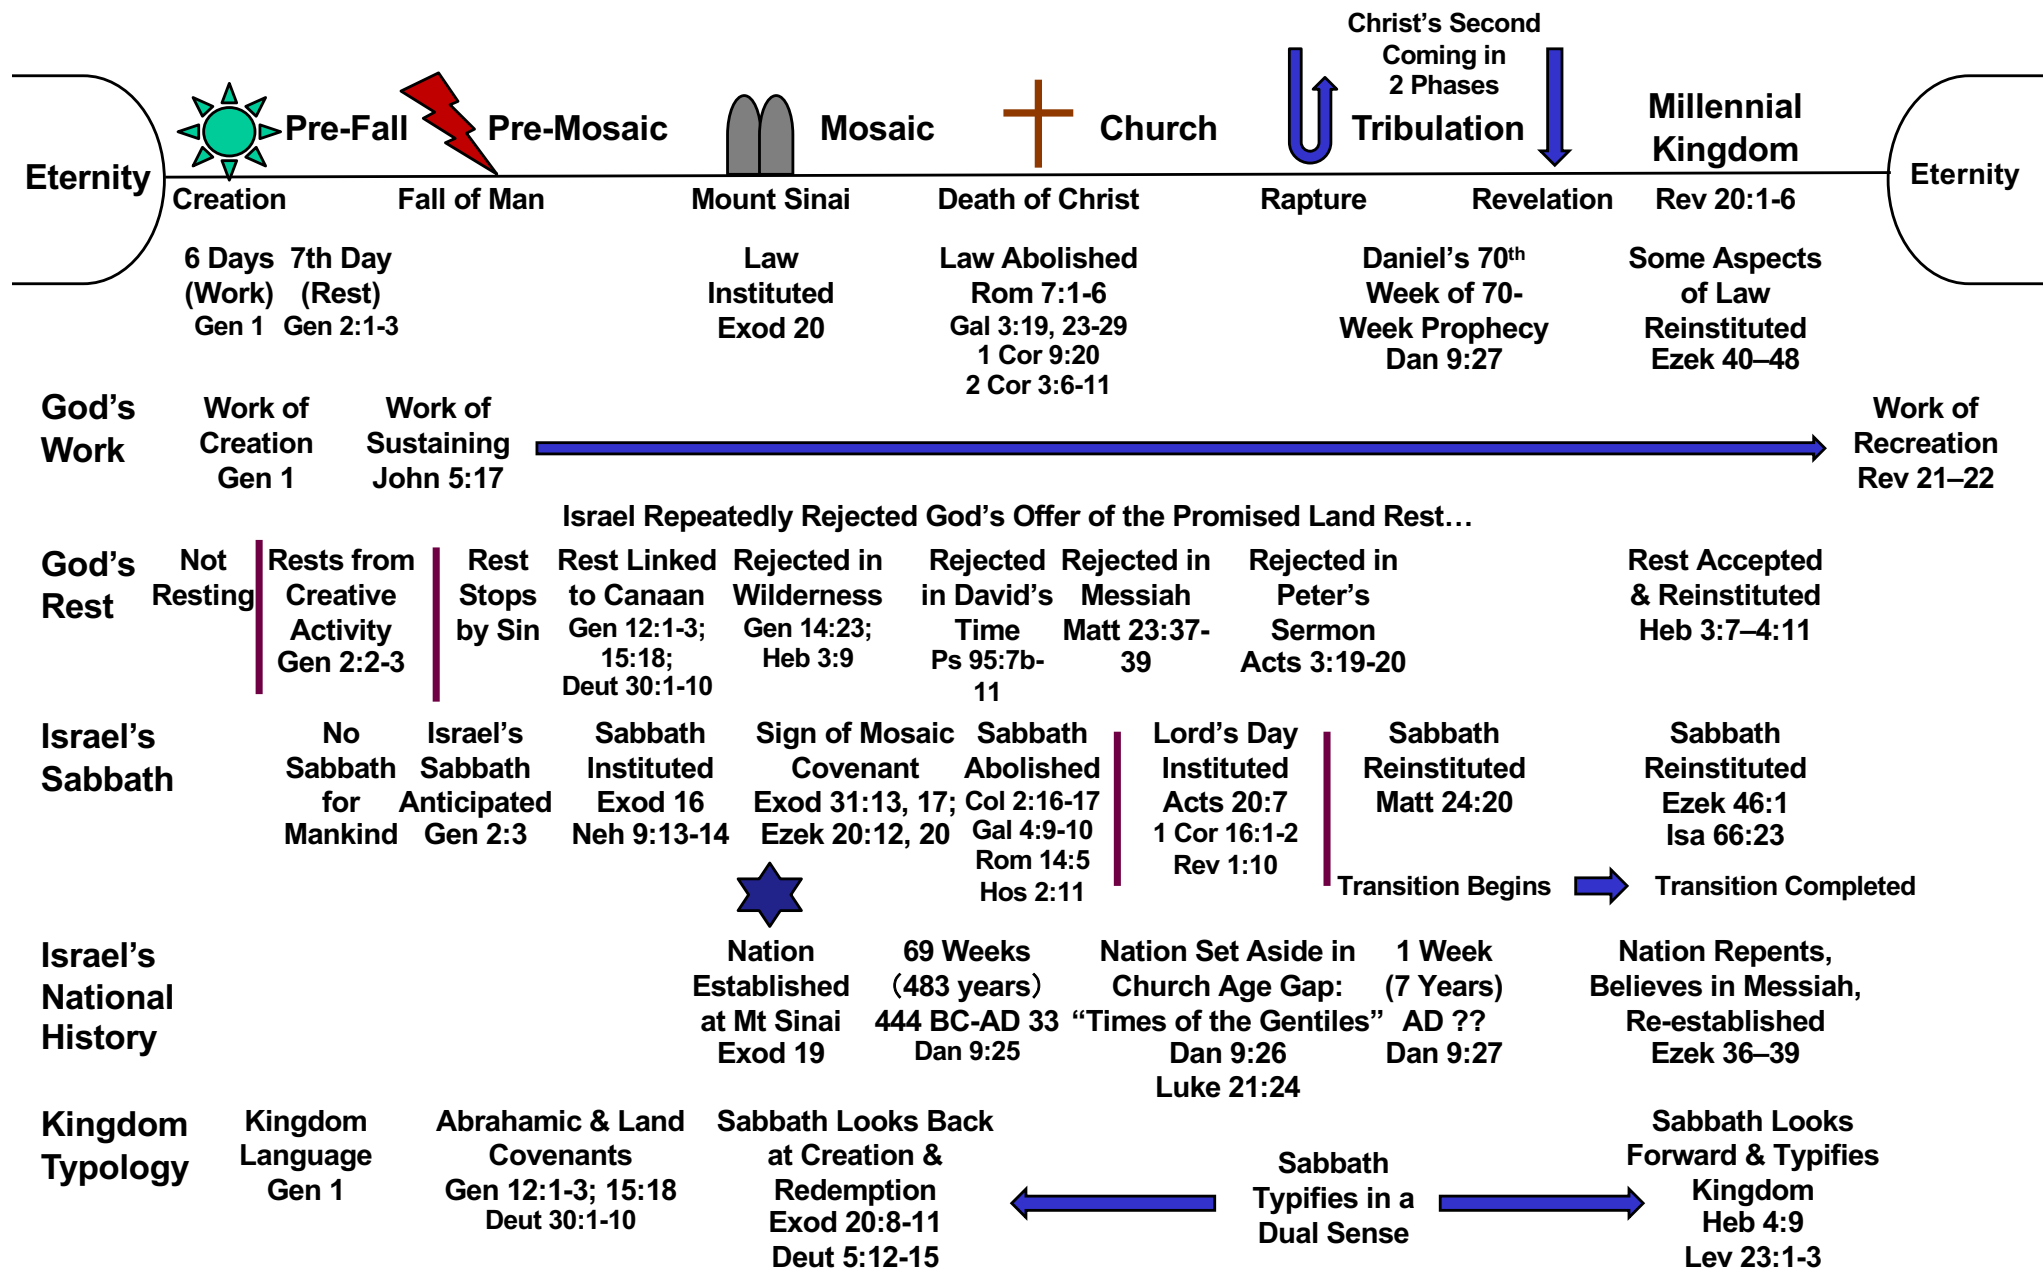 Christ's Second
Coming in
2 Phases
Eternity
Pre-Fall
Pre-Mosaic
Mosaic
Church
Tribulation
Millennial
Kingdom
Eternity
Creation
Fall of Man
Mount Sinai
Death of Christ
Rapture
Revelation
Rev 20:1-6
6 Days
(Work)
Gen 1
7th Day
(Rest)
Gen 2:1-3
Law
Instituted
Exod 20
Law Abolished
Rom 7:1-6
Gal 3:19, 23-29
1 Cor 9:20
2 Cor 3:6-11
Daniel's 70th
Week of 70-
Week Prophecy
Dan 9:27
Some Aspects
of Law
Reinstituted
Ezek 40–48
God's
Work
Work of
Creation
Gen 1
Work of
Sustaining
John 5:17
Work of
Recreation
Rev 21–22
Israel Repeatedly Rejected God's Offer of the Promised Land Rest…
God's
Rest
Not
Resting
Rests from
Creative
Activity
Gen 2:2-3
Rest
Stops
by Sin
Rest Linked
to Canaan
Gen 12:1-3;
15:18;
Deut 30:1-10
Rejected in
Wilderness
Gen 14:23;
Heb 3:9
Rejected
in David's
Time
Ps 95:7b-
11
Rejected in
Messiah
Matt 23:37-
39
Rejected in
Peter's
Sermon
Acts 3:19-20
Rest Accepted
& Reinstituted
Heb 3:7–4:11
Israel's
Sabbath
No
Sabbath
for
Mankind
Israel's
Sabbath
Anticipated
Gen 2:3
Sabbath
Instituted
Exod 16
Neh 9:13-14
Sign of Mosaic
Covenant
Exod 31:13, 17;
Ezek 20:12, 20
Sabbath
Abolished
Col 2:16-17
Gal 4:9-10
Rom 14:5
Hos 2:11
Lord's Day
Instituted
Acts 20:7
1 Cor 16:1-2
Rev 1:10
Sabbath
Reinstituted
Matt 24:20
Sabbath
Reinstituted
Ezek 46:1
Isa 66:23
Transition Begins
Transition Completed
Israel's
National
History
Nation
Established
at Mt Sinai
Exod 19
69 Weeks
(483 years)
444 BC-AD 33
Dan 9:25
Nation Set Aside in
Church Age Gap:
“Times of the Gentiles”
Dan 9:26
Luke 21:24
1 Week
(7 Years)
AD ??
Dan 9:27
Nation Repents,
Believes in Messiah,
Re-established
Ezek 36–39
Kingdom
Typology
Kingdom
Language
Gen 1
Abrahamic & Land
Covenants
Gen 12:1-3; 15:18
Deut 30:1-10
Sabbath Looks Back
at Creation &
Redemption
Exod 20:8-11
Deut 5:12-15
Sabbath
Typifies in a
Dual Sense
Sabbath Looks
Forward & Typifies
Kingdom
Heb 4:9
Lev 23:1-3